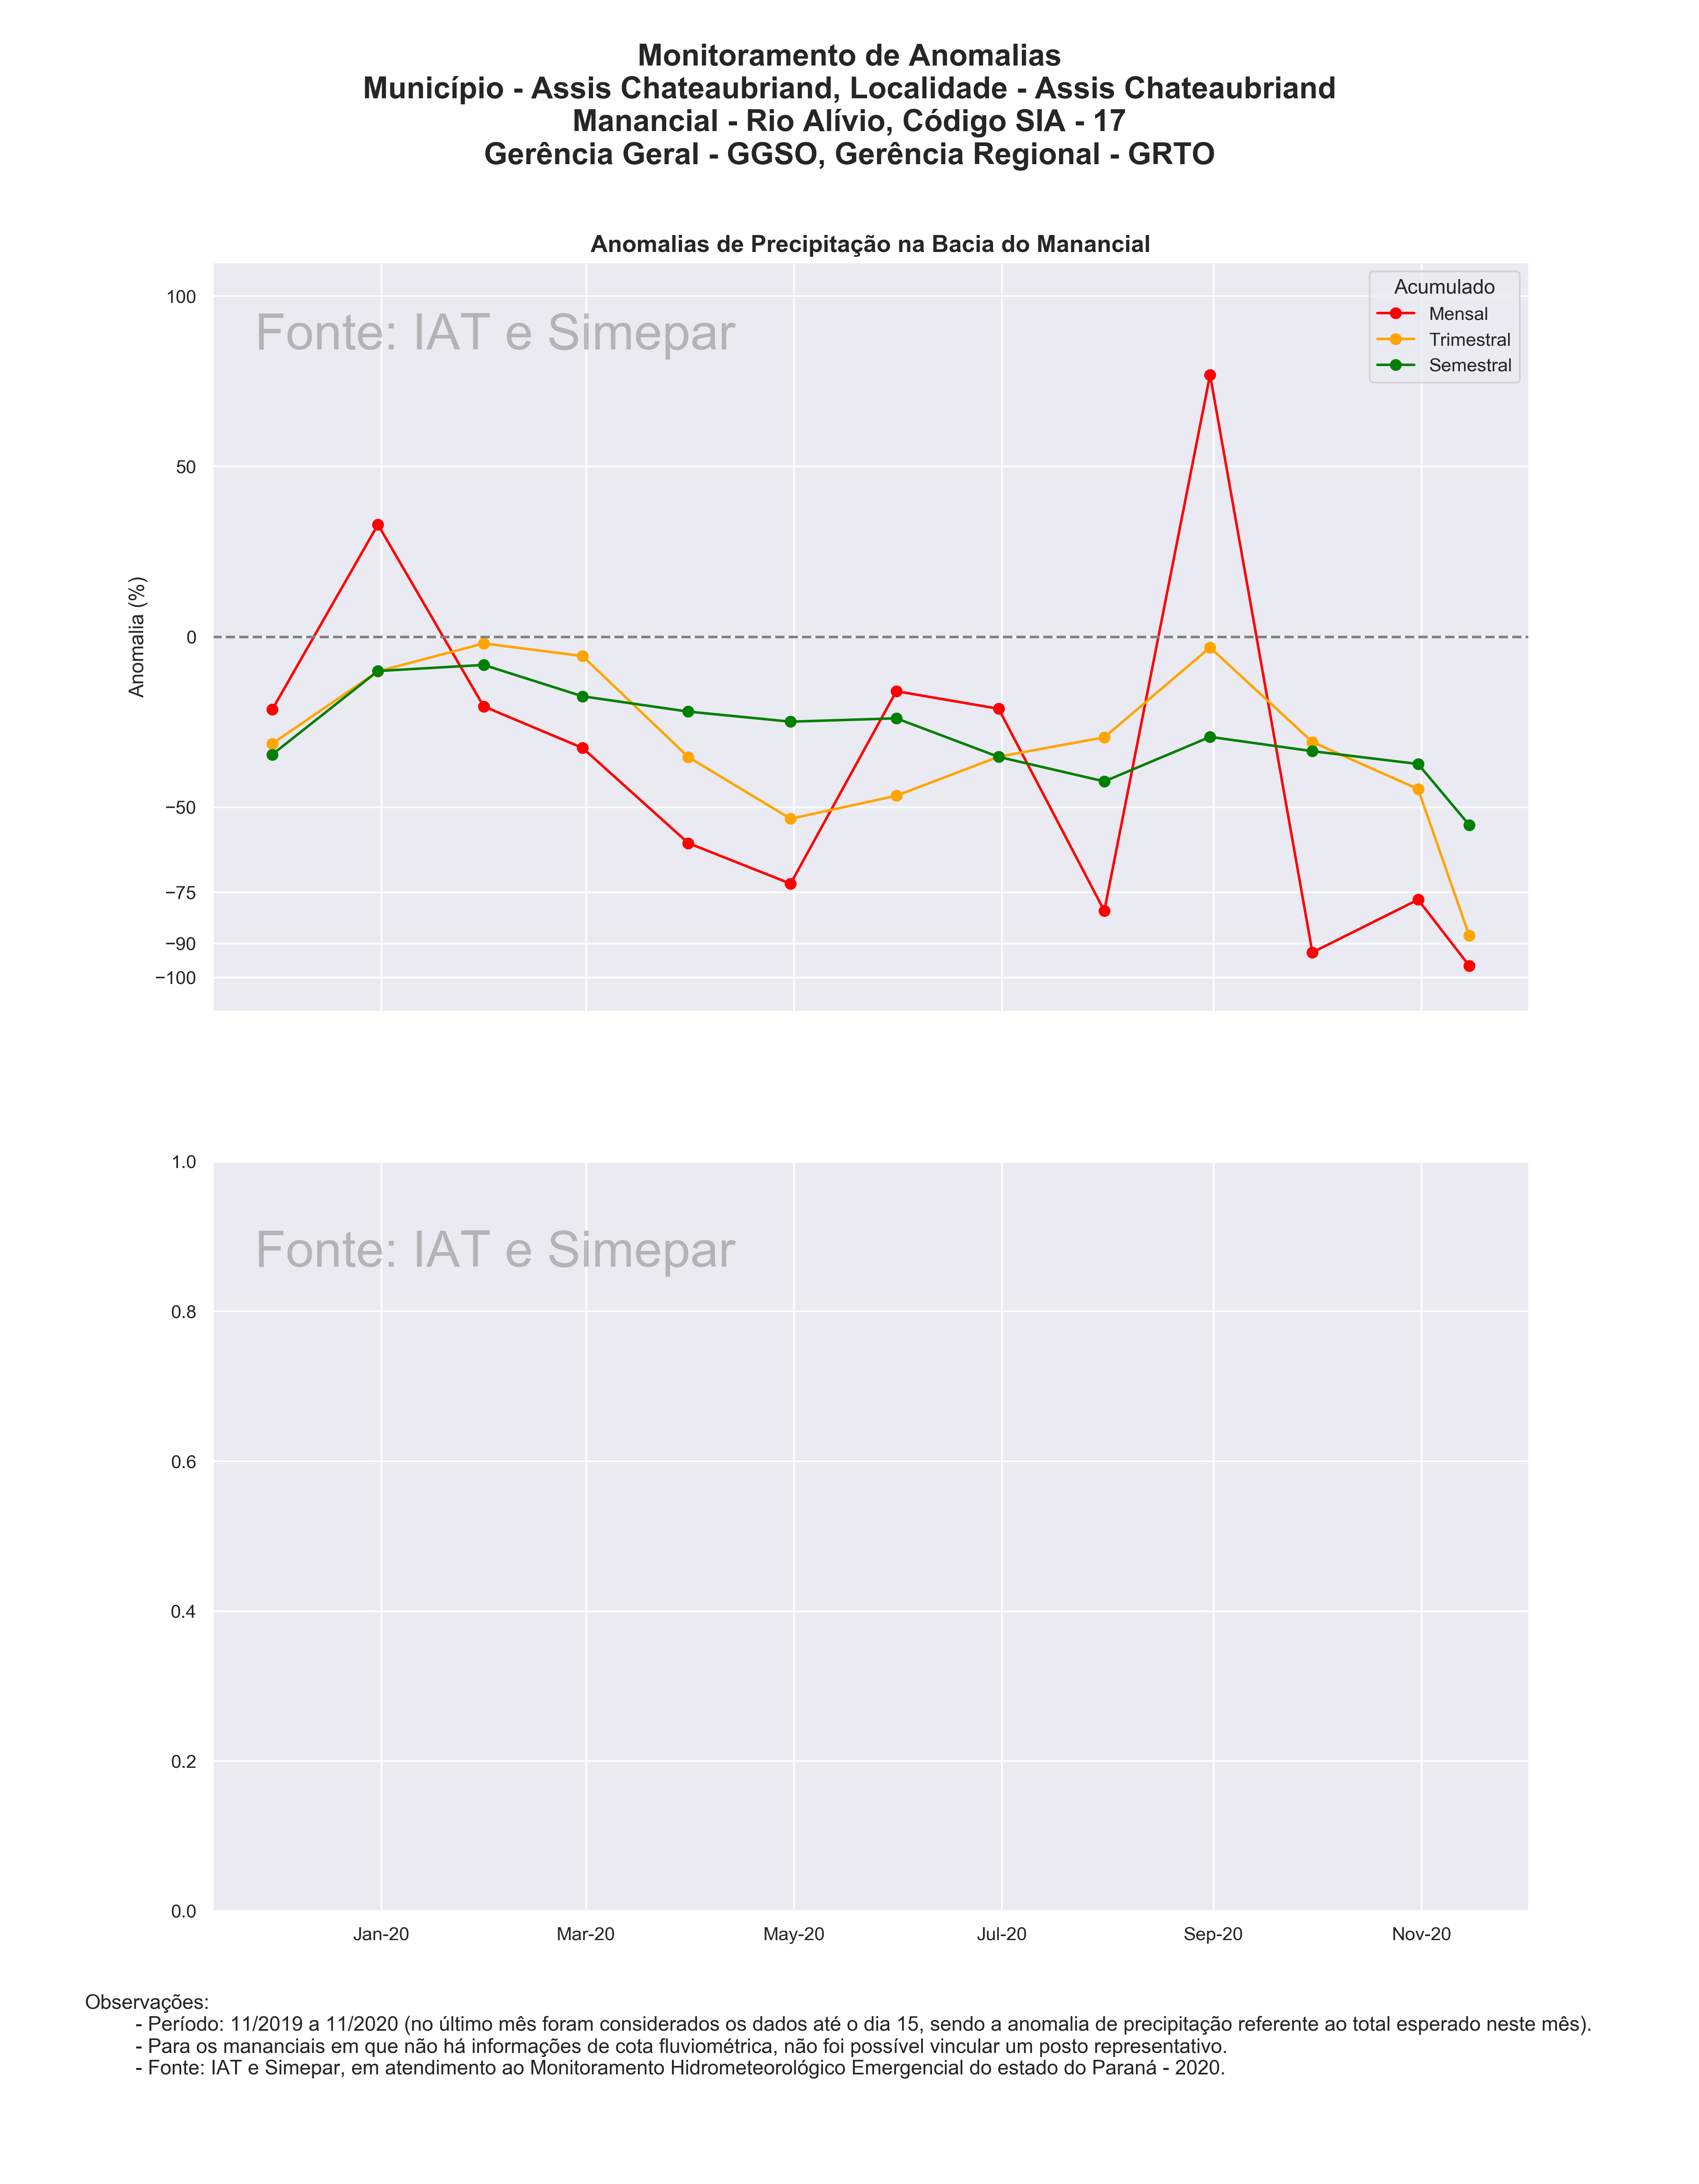 Monitoramento de Anomalias
Município - Assis Chateaubriand, Localidade - Assis Chateaubriand
Manancial - Rio Alívio, Código SIA - 17
Gerência Geral - GGSO, Gerência Regional - GRTO
Anomalias de Precipitação na Bacia do Manancial
Fonte: IAT e Simepar
Acumulado
Mensal
Trimestral
Semestral
Anomalia (%)
100
50
0
−50
−75
−90
−100
Fonte: IAT e Simepar
1.0
0.8
0.6
0.4
0.2
0.0
Jan-20 Mar-20 May-20 Jul-20 Sep-20 Nov-20
Observações:
- Período: 11/2019 a 11/2020 (no último mês foram considerados os dados até o dia 15, sendo a anomalia de precipitação referente ao total esperado neste mês).
- Para os mananciais em que não há informações de cota fluviométrica, não foi possível vincular um posto representativo.
- Fonte: IAT e Simepar, em atendimento ao Monitoramento Hidrometeorológico Emergencial do estado do Paraná - 2020.